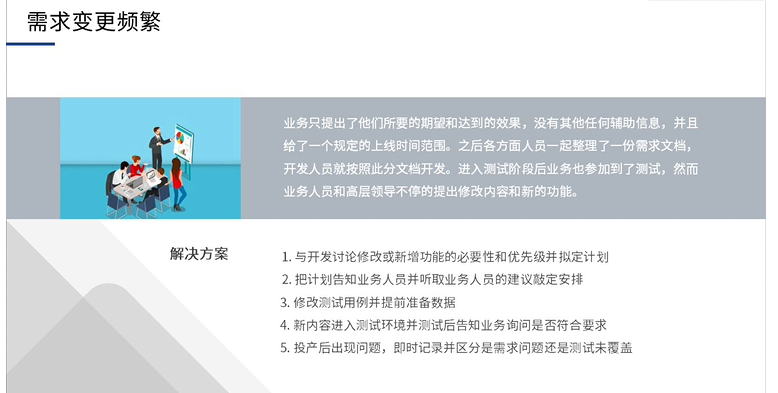 需求变更频繁
业务只提出了他们所要的期望和达到的效果，没有其他任何辅助信息，并且
给了一个规定的上线时间范围。之后各方面人员一起整理了一份需求文档，
开发人员就按照此分文档开发。进入测试阶段后业务也参加到了测试，然而
业务人员和高层领导不停的提出修改内容和新的功能。
解决方案
1. 与开发讨论修改或新增功能的必要性和优先级并拟定计划
2. 把计划告知业务人员并听取业务人员的建议敲定安排
3. 修改测试用例并提前准备数据
4. 新内容进入测试环境并测试后告知业务询问是否符合要求
5. 投产后出现问题，即时记录并区分是需求问题还是测试未覆盖